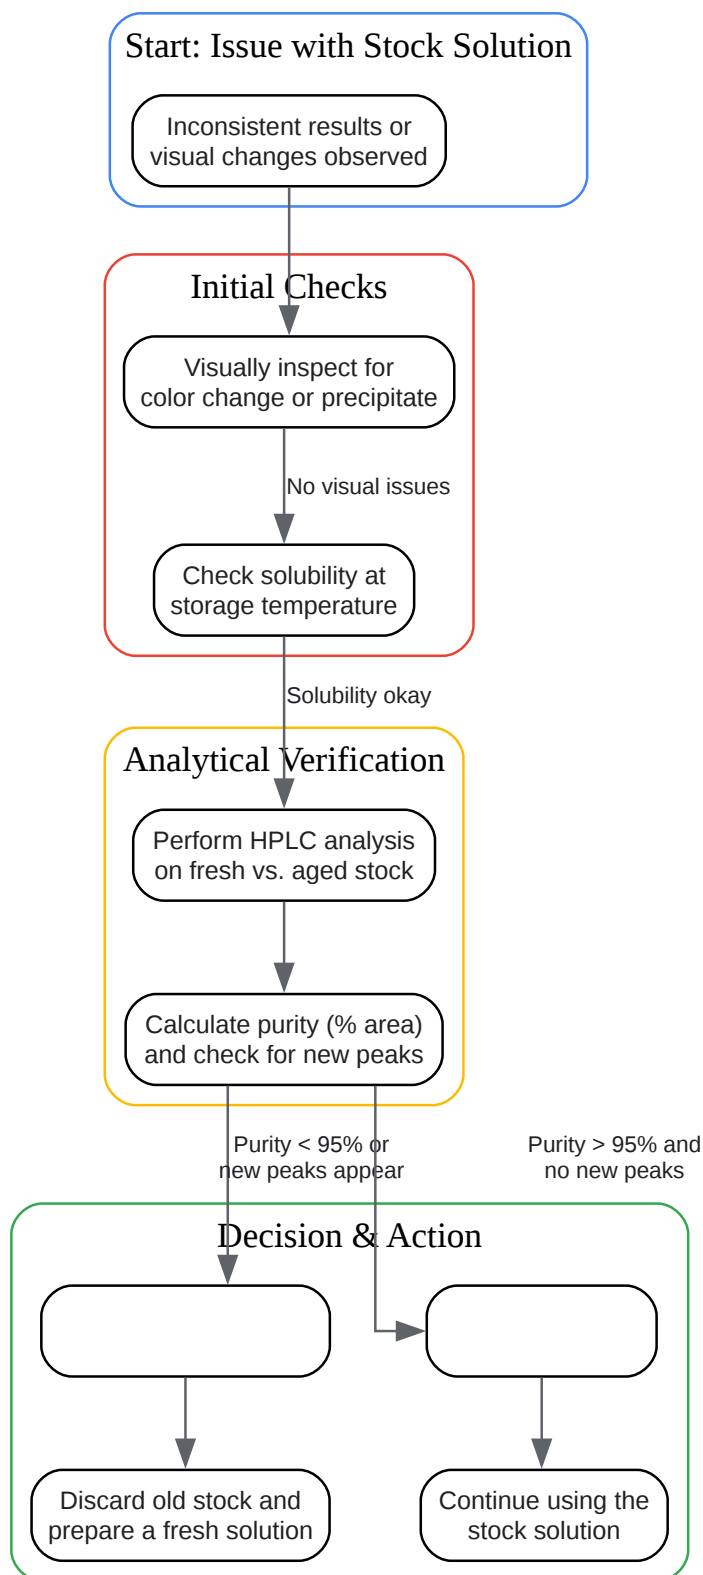 Start: Issue with Stock Solution
Inconsistent results or
visual changes observed
Initial Checks
Visually inspect for
color change or precipitate
No visual issues
Check solubility at
storage temperature
Solubility okay
Analytical Verification
Perform HPLC analysis
on fresh vs. aged stock
Calculate purity (% area)
and check for new peaks
Purity < 95% or
new peaks appear
Purity > 95% and
no new peaks
Decision & Action
Discard old stock and
prepare a fresh solution
Continue using the
stock solution